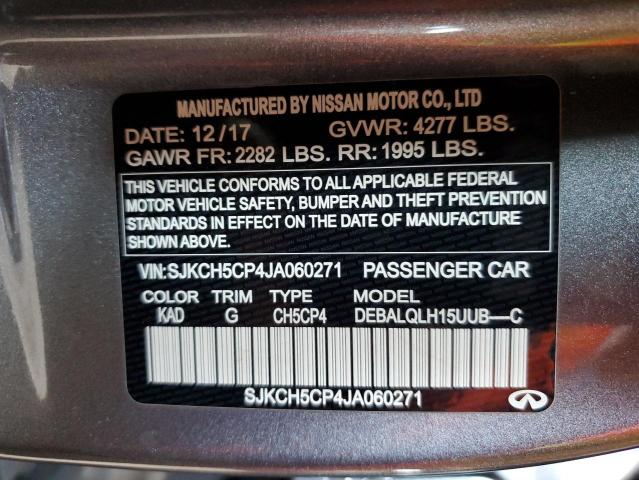 MANUFACTURED BY NISSAN MOTOR CO., LTD
DATE: 12/17 GVWR: 4277 LBS.
GAWR FR: 2282 LBS. RR: 1995 LBS.
THIS VEHICLE CONFORMS TO ALL APPLICABLE FEDERAL
MOTOR VEHICLE SAFETY, BUMPER AND THEFT PREVENTION
STANDARDS IN EFFECT ON THE DATE OF MANUFACTURE
SHOWN ABOVE.
VIN:SJKCH5CP4JA060271 PASSENGER CAR
COLOR TRIM TYPE MODEL
KAD G CH5CP4 DEBALQLH15UUB--C
SJKCH5CP4JA060271